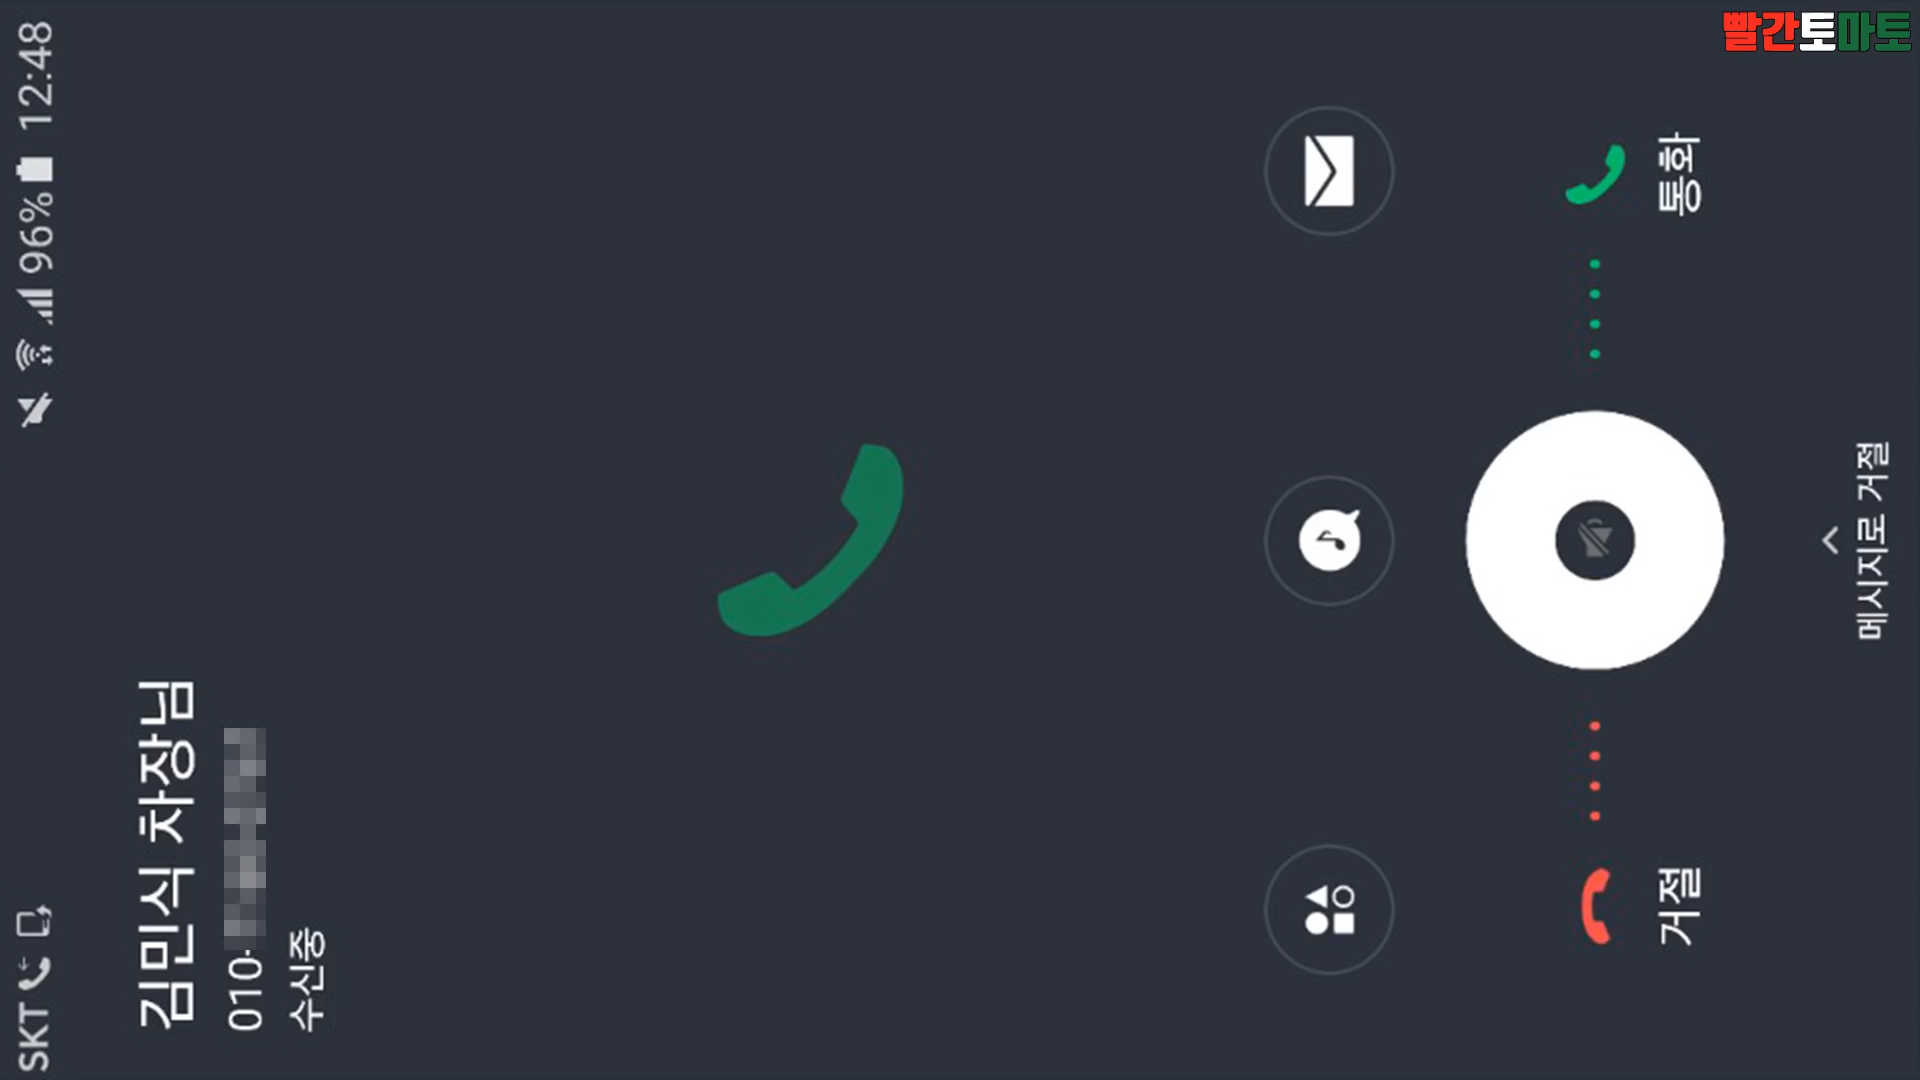 빨간토마토
SKT 96% 12:48
김민식 차장님
010-
수신중
거절 통화
메시지로 거절